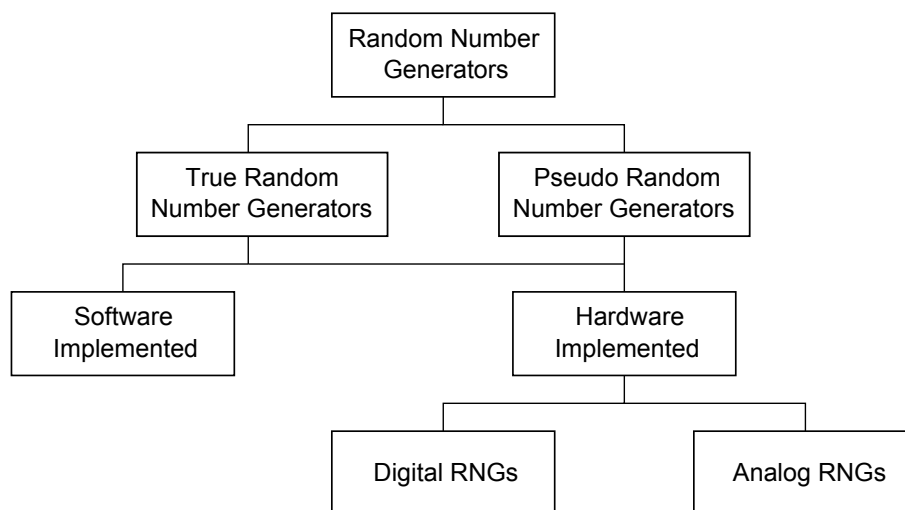 Random Number
Generators
True Random
Number Generators
Pseudo Random
Number Generators
Software
Implemented
Hardware
Implemented
Digital RNGs
Analog RNGs